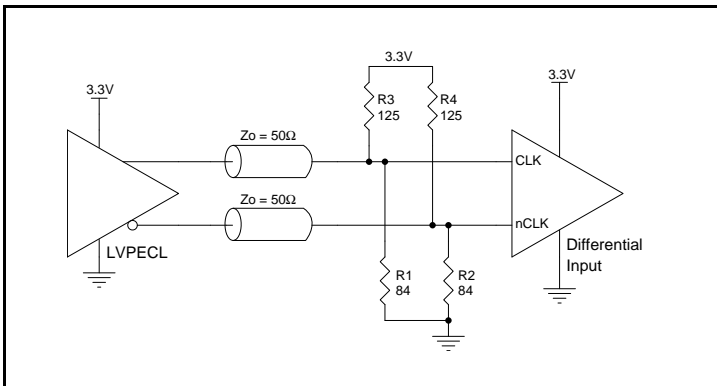 3.3V
3.3V
3.3V
R3
125
R4
125
Zo = 50Ω
Zo = 50Ω
CLK
nCLK
LVPECL
Differential
Input
R1
84
R2
84